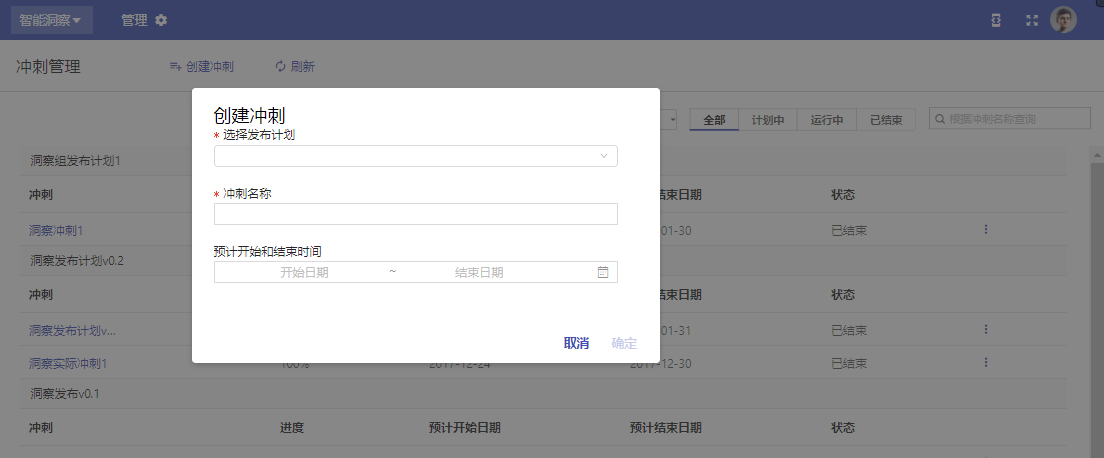 智能洞察 管理
冲刺管理 创建冲刺 刷新
全部 计划中 运行中 已结束 根据冲刺名称查询
创建冲刺
* 选择发布计划
* 冲刺名称
预计开始和结束时间
开始日期 ~ 结束日期
取消 确定
洞察组发布计划1
冲刺 结束日期 状态
洞察冲刺1 01-30 已结束
洞察发布计划v0.2
冲刺 结束日期 状态
洞察发布计划v... 01-31 已结束
洞察实际冲刺1 100% 2017-12-24 2017-12-30 已结束
洞察发布v0.1
冲刺 进度 预计开始日期 预计结束日期 状态